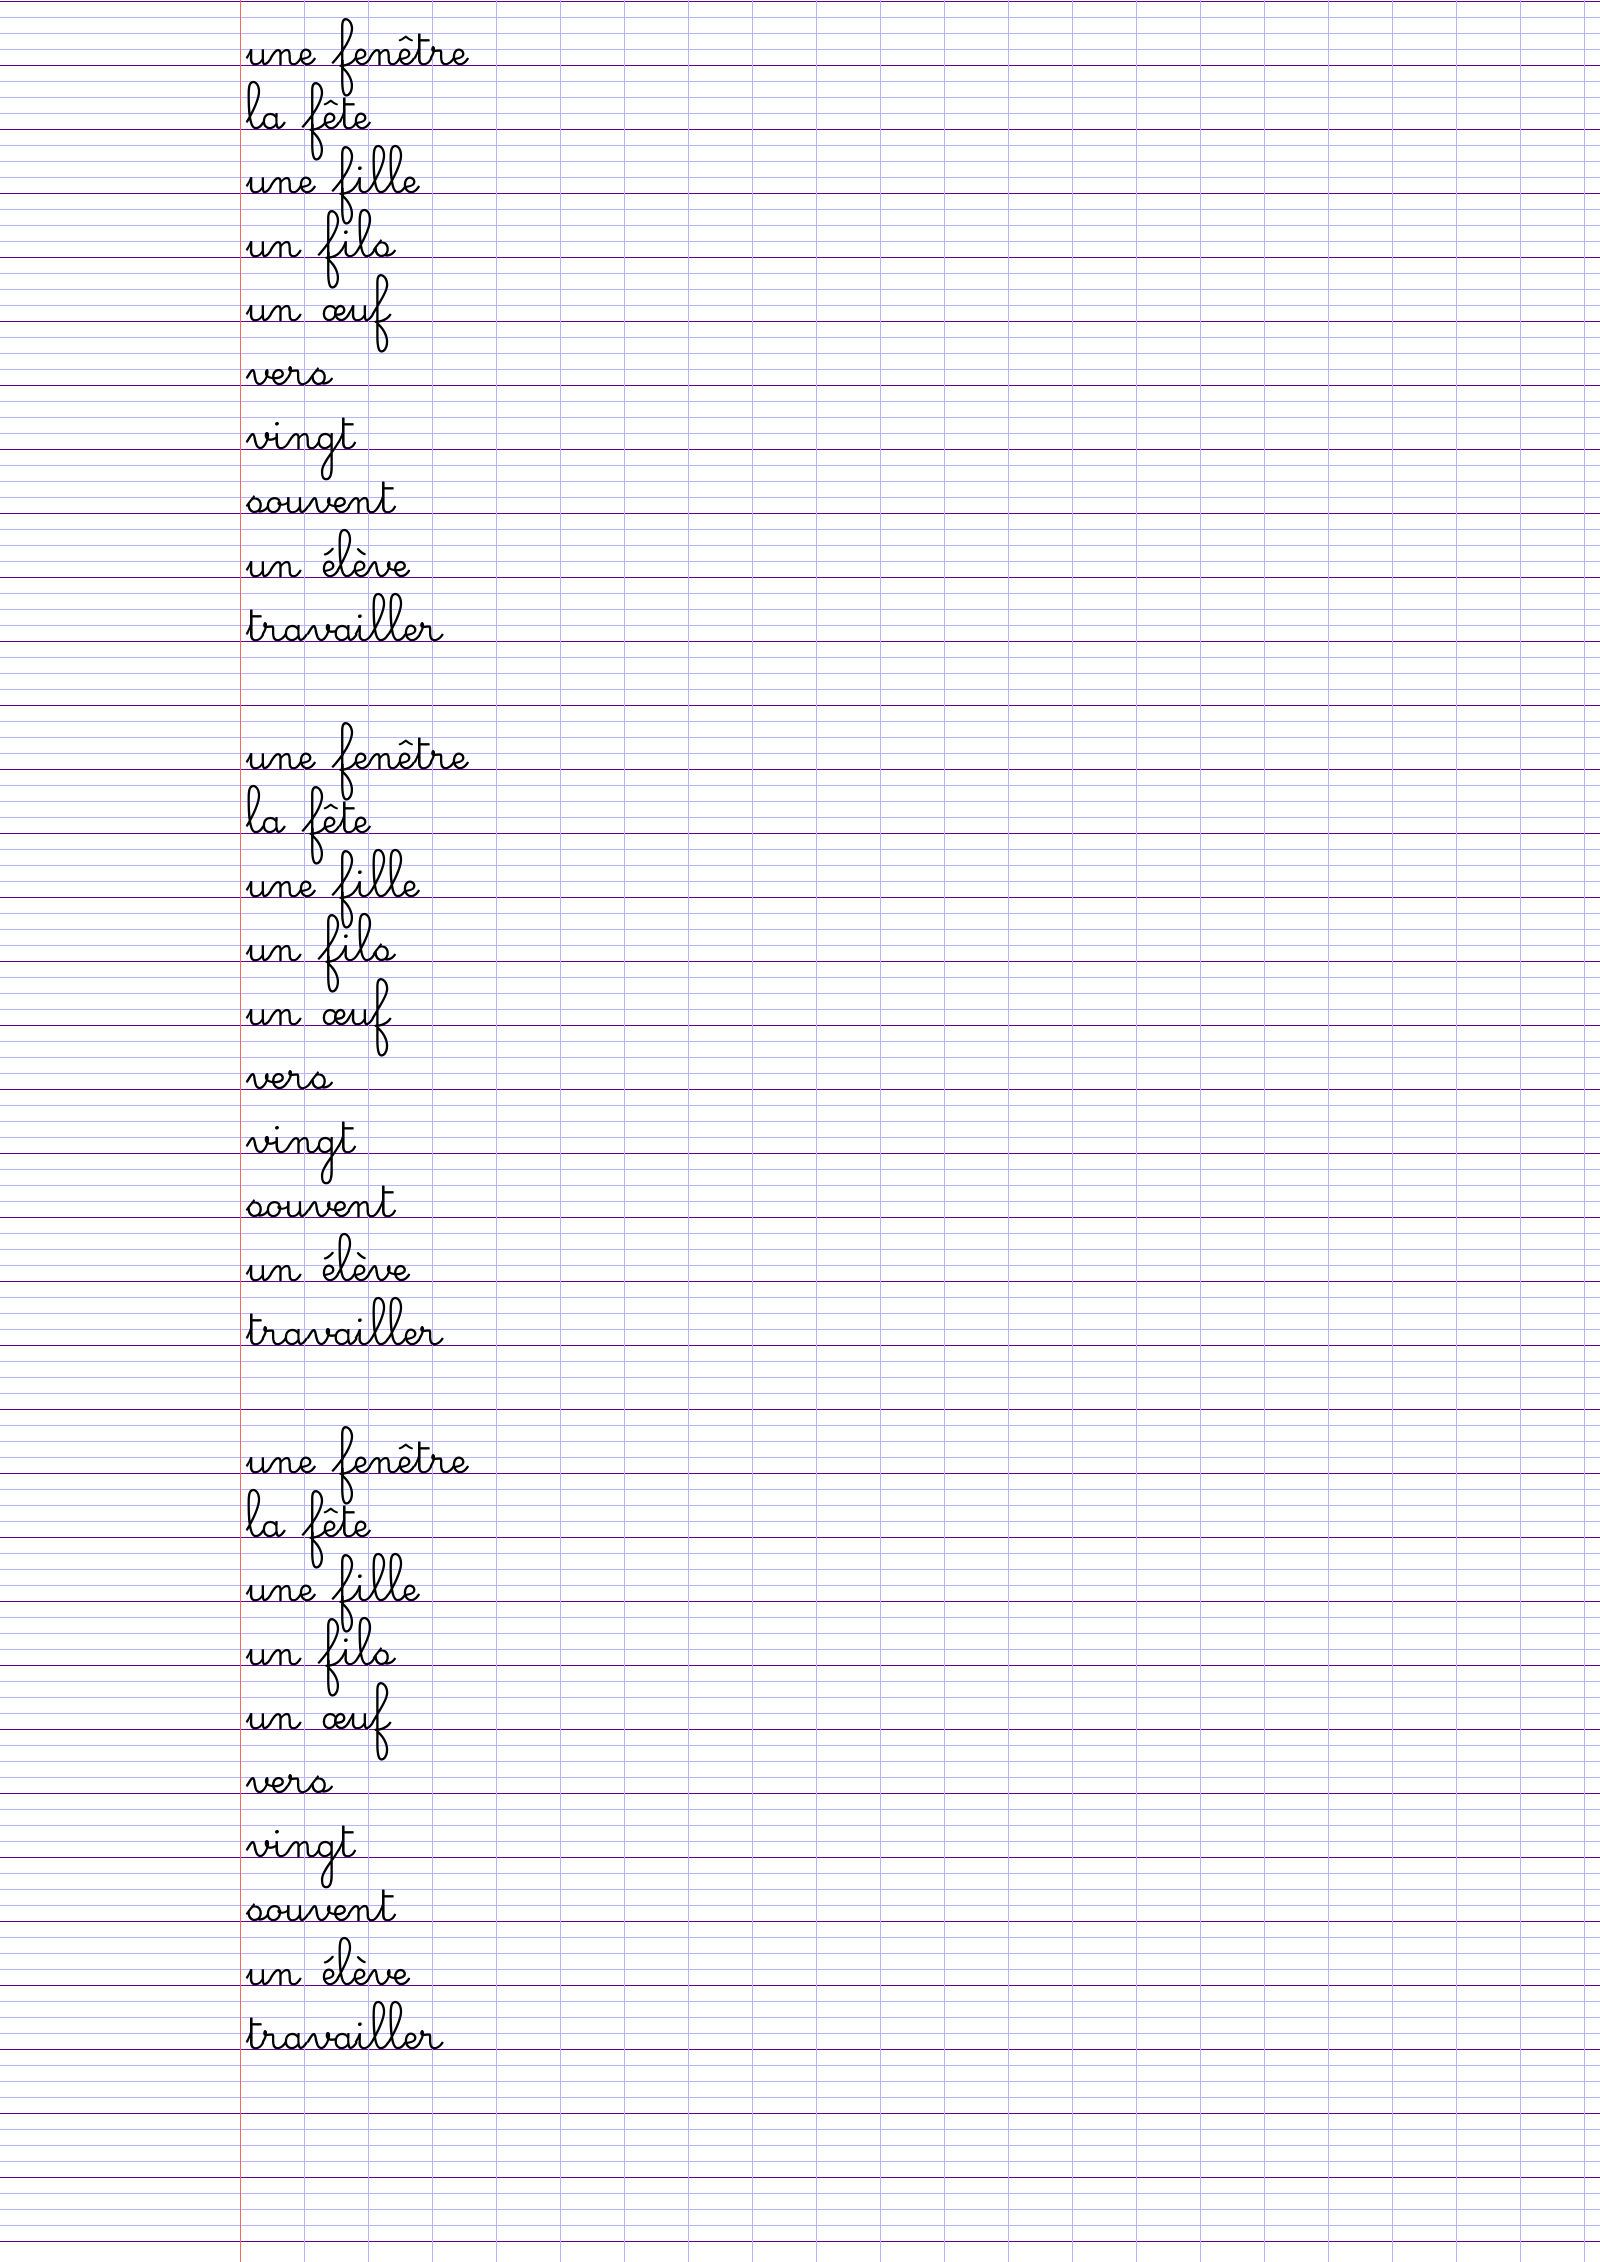 une fenêtre
la fête
une fille
un fils
un œuf
vers
vingt
souvent
un élève
travailler
une fenêtre
la fête
une fille
un fils
un œuf
vers
vingt
souvent
un élève
travailler
une fenêtre
la fête
une fille
un fils
un œuf
vers
vingt
souvent
un élève
travailler